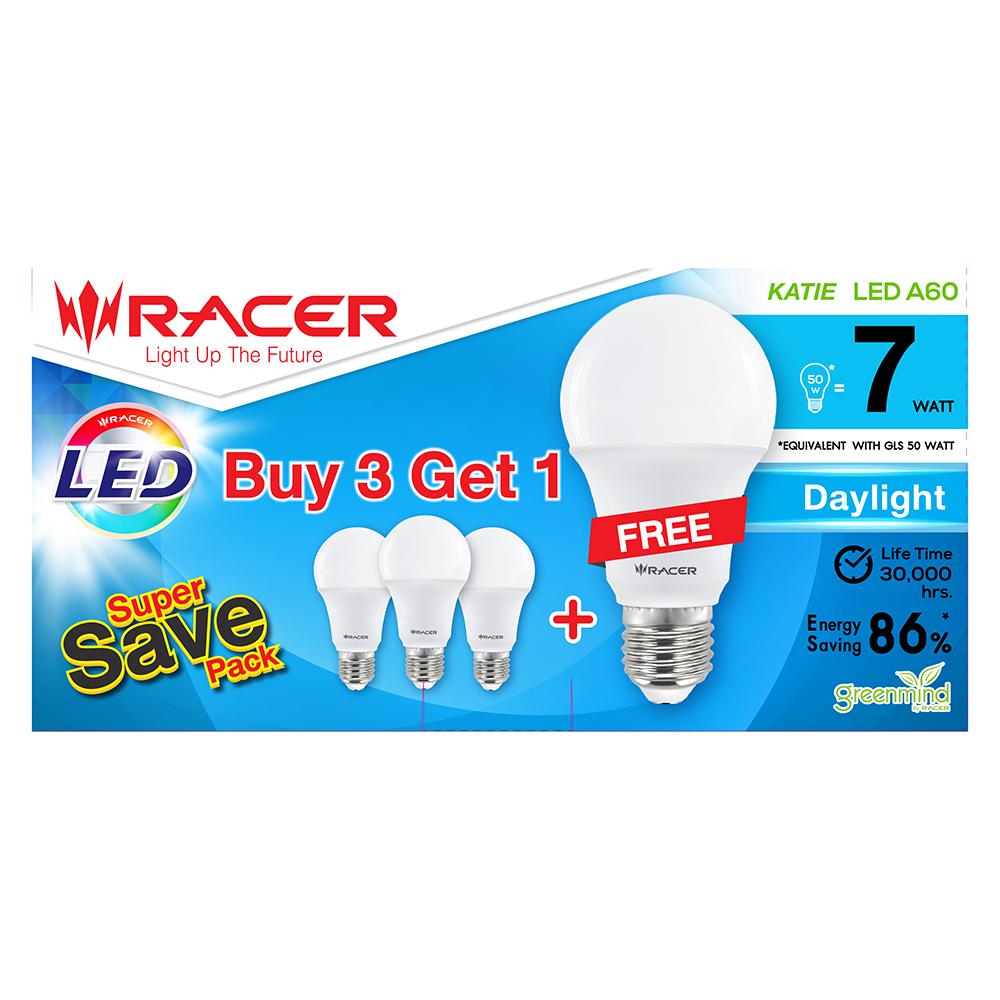 RACER
Light Up The Future
RACER
LED
Buy 3 Get 1
FREE
RACER
RACER
RACER
RACER
+
Super
Save
Pack
KATIE LED A60
50
W
* = 7 WATT
*EQUIVALENT WITH GLS 50 WATT
Daylight
Life Time
30,000
hrs.
Energy
Saving 86%*
greenmind
By RACER